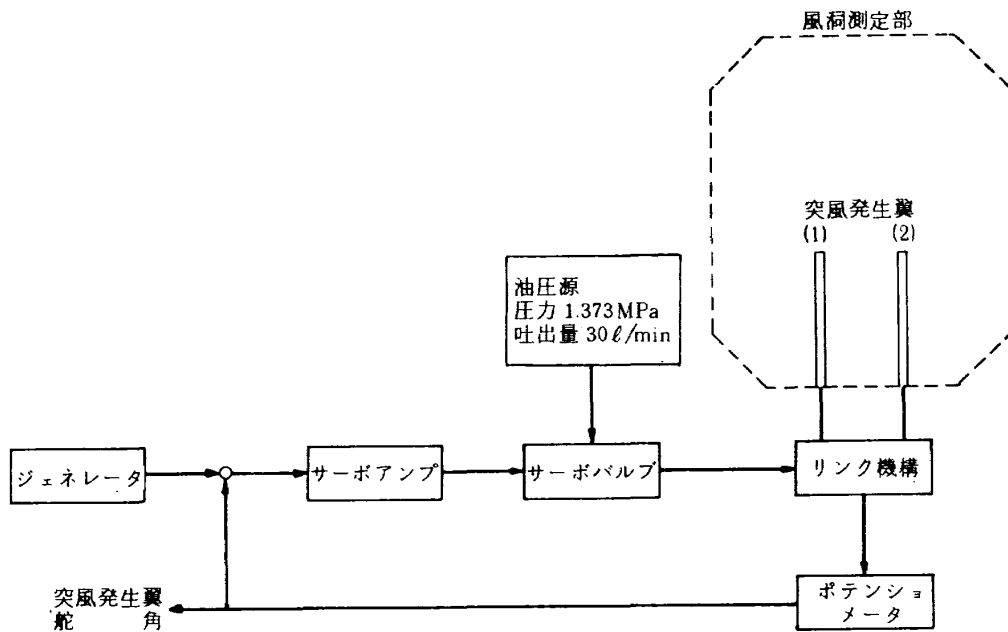 風洞測定部
突風発生翼
(1) (2)
油圧源
圧力 1.373MPa
吐出量 30ℓ/min
ジェネレータ
サーボアンプ
サーボバルブ
リンク機構
突風発生翼
舵 角
ポテンショ
メータ